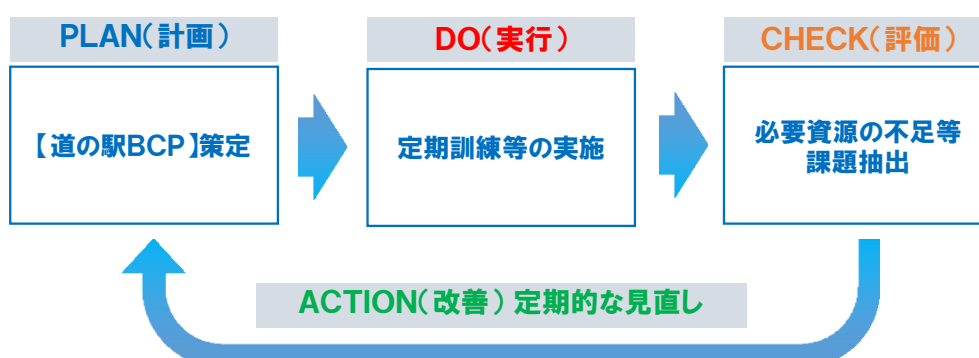 PLAN(計画)
DO(実行)
CHECK(評価)
【道の駅BCP】策定
定期訓練等の実施
必要資源の不足等
課題抽出
ACTION(改善)定期的な見直し